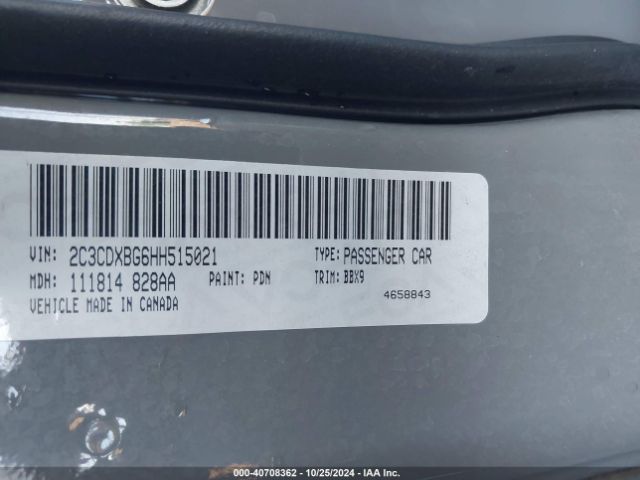 VIN: 2C3CDXBG6HH515021 TYPE: PASSENGER CAR
MDH: 111814 828AA PAINT: PDN TRIM: BBX9
VEHICLE MADE IN CANADA 4658843
000-40708362 - 10/25/2024 - IAA Inc.